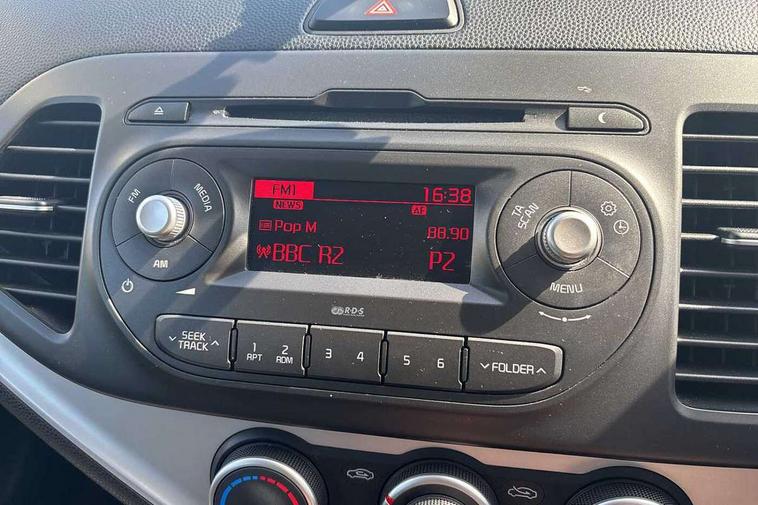 FM1 16:38
NEWS AF
Pop M 88.90
BBC R2 P2
FM MEDIA
AM
TA
SCAN
MENU
R·D·S
SEEK
TRACK
1 2
RPT RDM
3 4
5 6
FOLDER